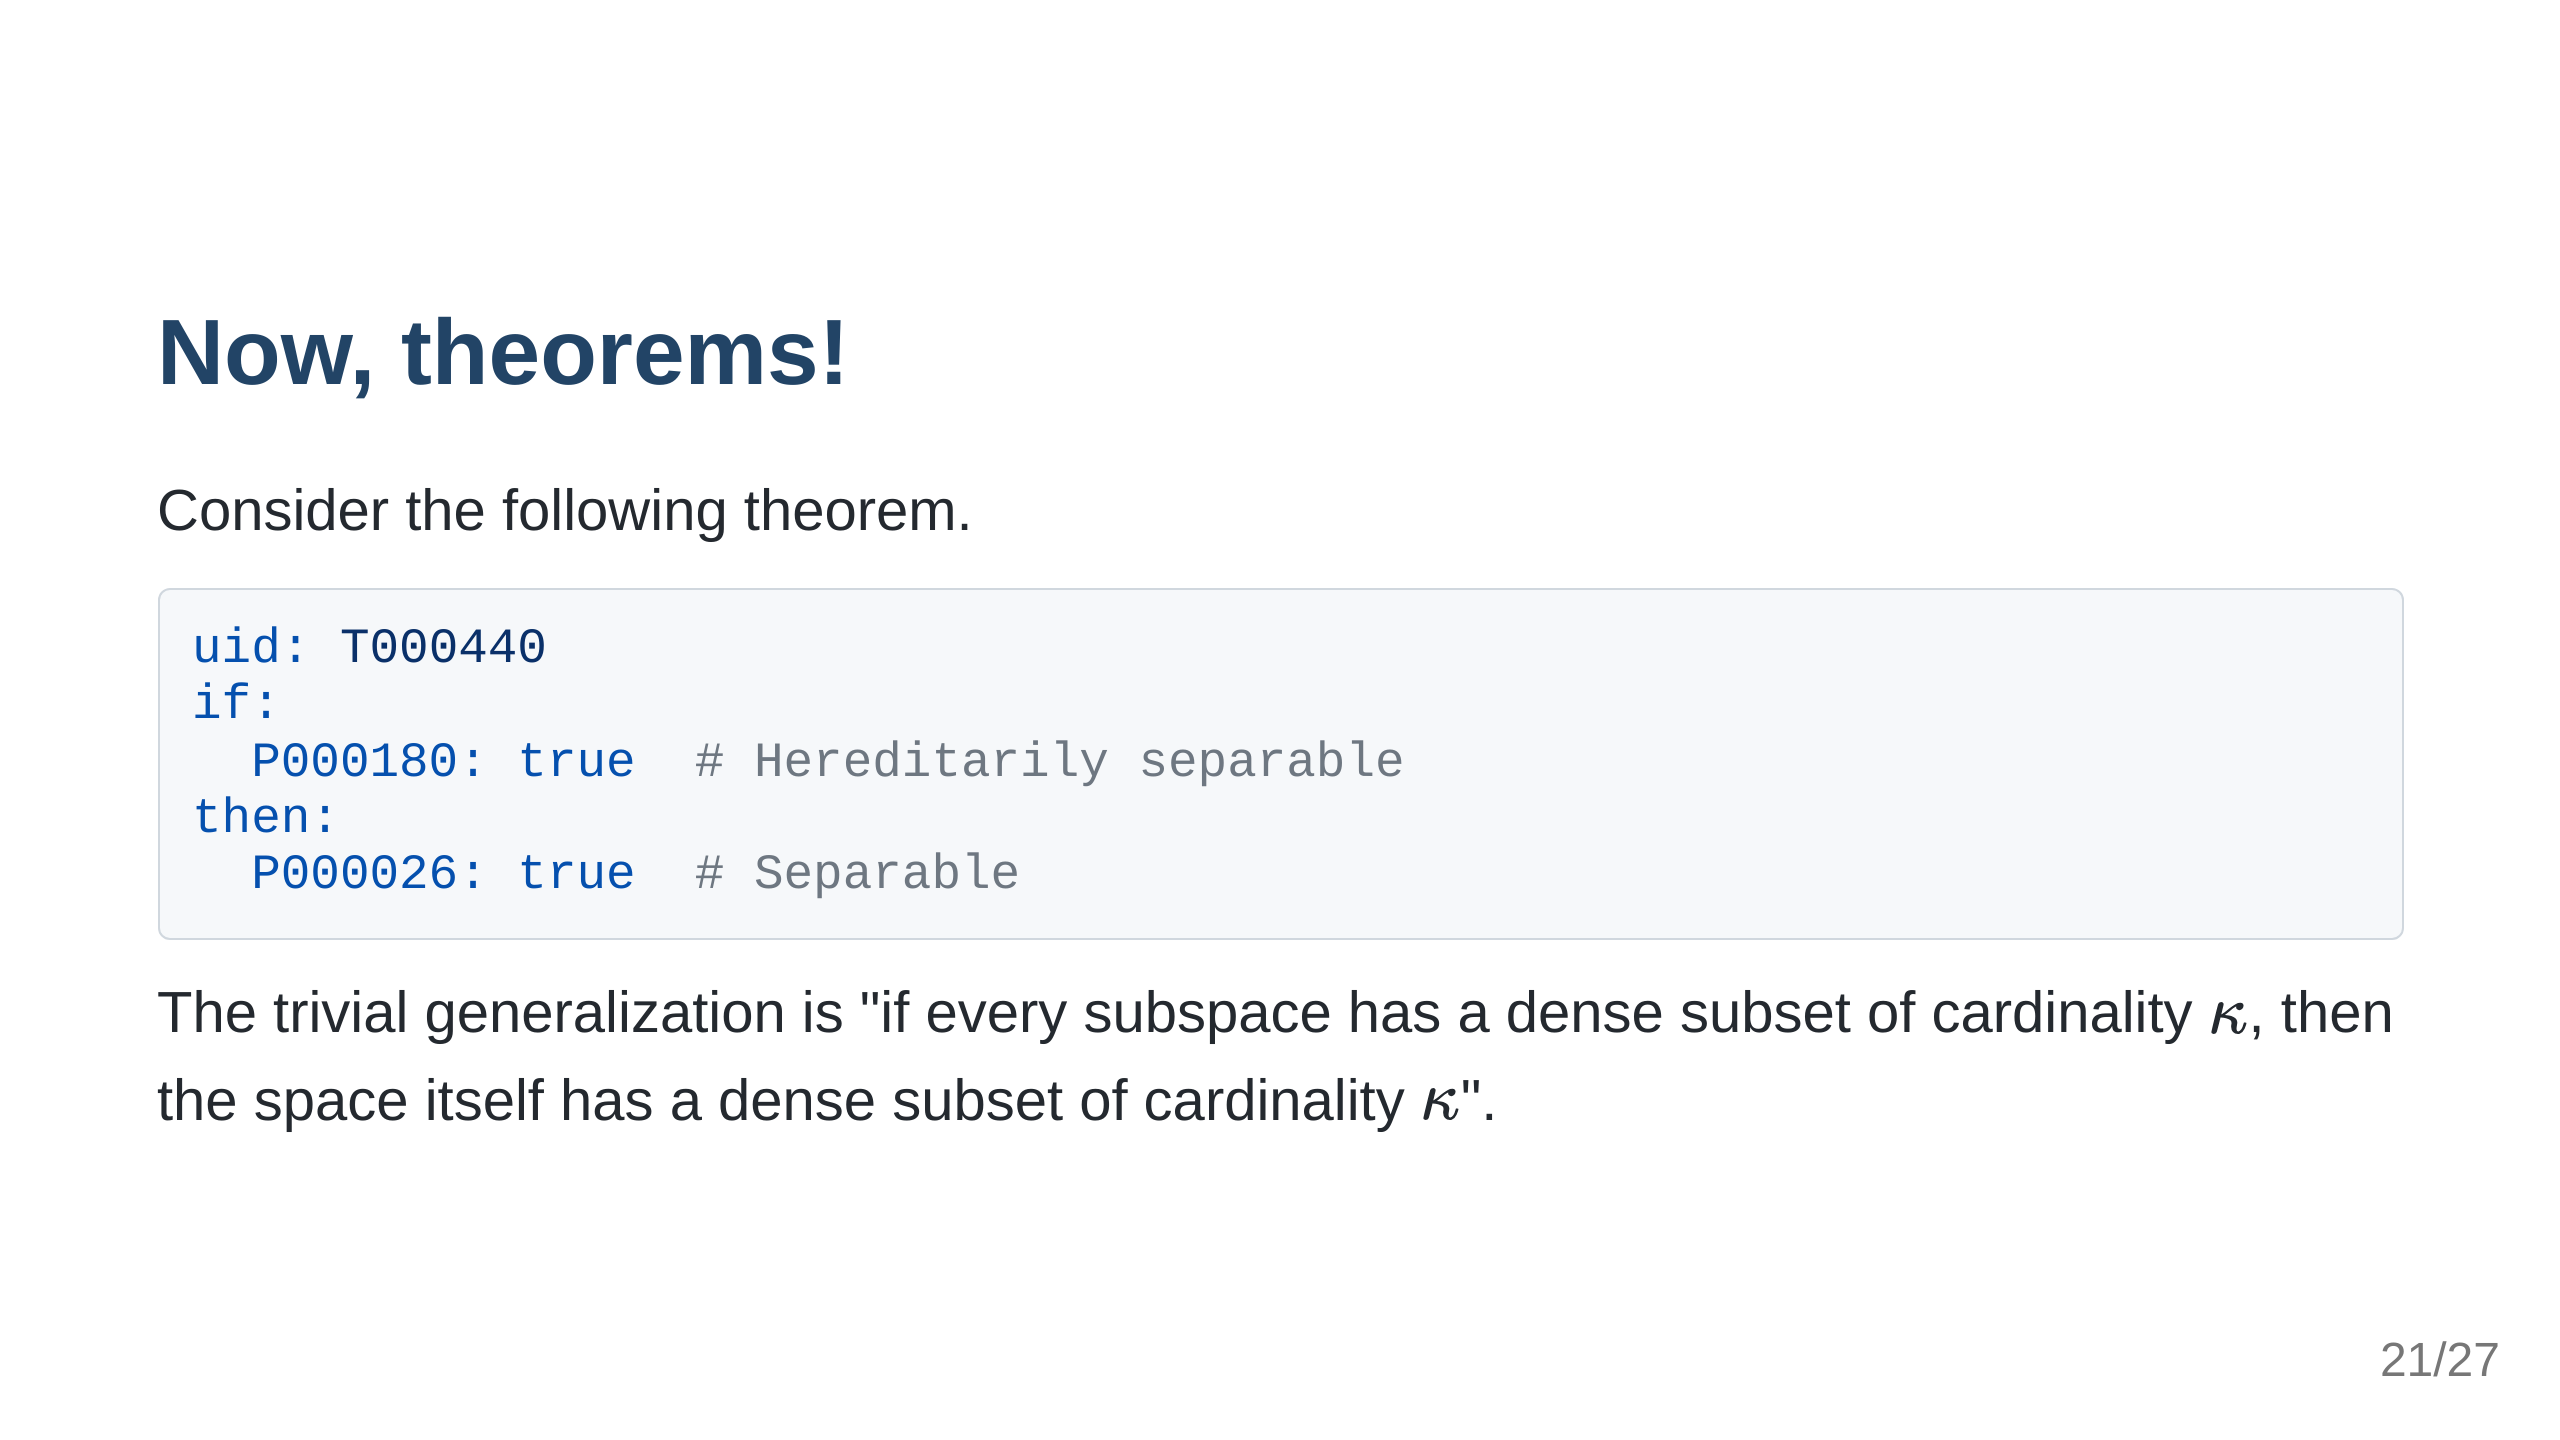 Now, theorems!
Consider the following theorem.
uid: T000440
if:
  P000180: true  # Hereditarily separable
then:
  P000026: true  # Separable
The trivial generalization is "if every subspace has a dense subset of cardinality κ, then
the space itself has a dense subset of cardinality κ".
21/27